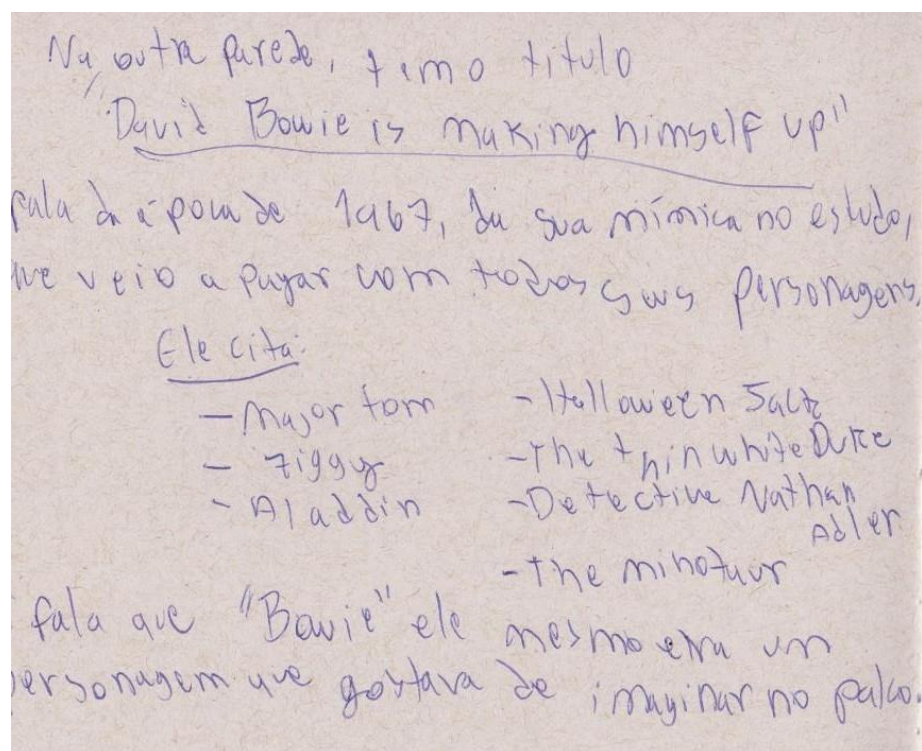 Na outra parede, tem o titulo
"David Bowie is making himself up"
fala da época de 1967, da sua mímica no estudo,
que veio a pagar com todos seus personagens.
Ele cita:
- Major tom
- Ziggy
- Aladdin
- Halloween Jack
- The thin white Duke
- Detective Nathan
Adler
- The minotaur
fala que "Bowie" ele mesmo era um
personagem que gostava de imaginar no palco.